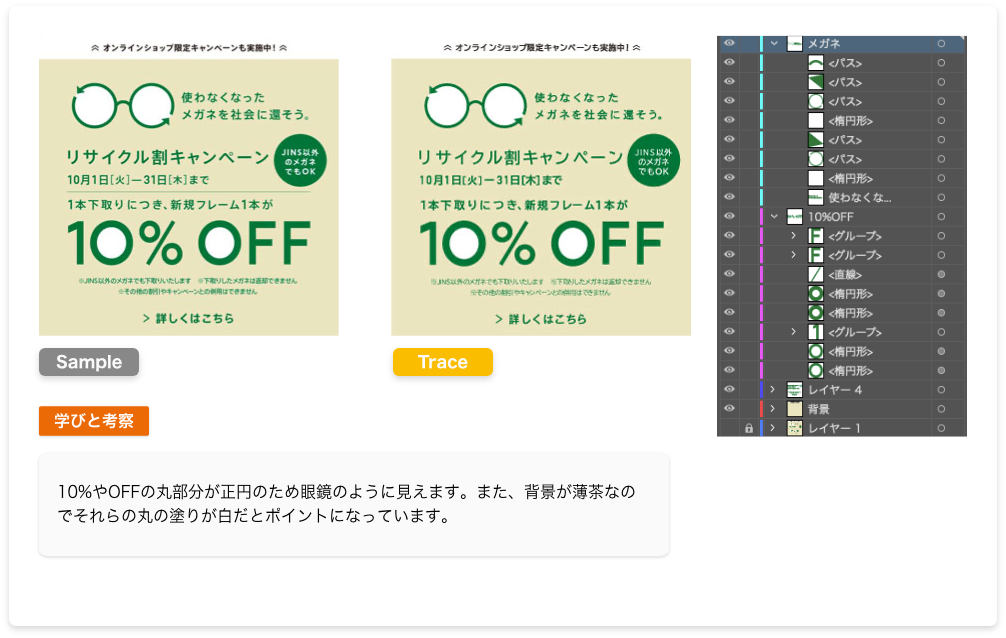 オンラインショップ限定キャンペーンも実施中!
使わなくなった
メガネを社会に還そう。
リサイクル割キャンペーン
JINS以外
のメガネ
でもOK
10月1日[火]ー31日[木]まで
1本下取りにつき、新規フレーム1本が
10% OFF
※JINS以外のメガネでも下取りいたします ※下取りしたメガネは返却できません
※その他の割引やキャンペーンとの併用はできません
> 詳しくはこちら
Sample
オンラインショップ限定キャンペーンも実施中!
使わなくなった
メガネを社会に還そう。
リサイクル割キャンペーン
JINS以外
のメガネ
でもOK
10月1日[火]ー31日[木]まで
1本下取りにつき、新規フレーム1本が
10% OFF
※JINS以外のメガネでも下取りいたします ※下取りしたメガネは返却できません
※その他の割引やキャンペーンとの併用はできません
> 詳しくはこちら
Trace
メガネ
<パス>
<パス>
<パス>
<楕円形>
<パス>
<パス>
<楕円形>
使わなくな...
10%OFF
<グループ>
<グループ>
<直線>
<楕円形>
<楕円形>
<グループ>
<楕円形>
<楕円形>
レイヤー 4
背景
レイヤー 1
学びと考察
10%やOFFの丸部分が正円のため眼鏡のように見えます。また、背景が薄茶なの
でそれらの丸の塗りが白だとポイントになっています。